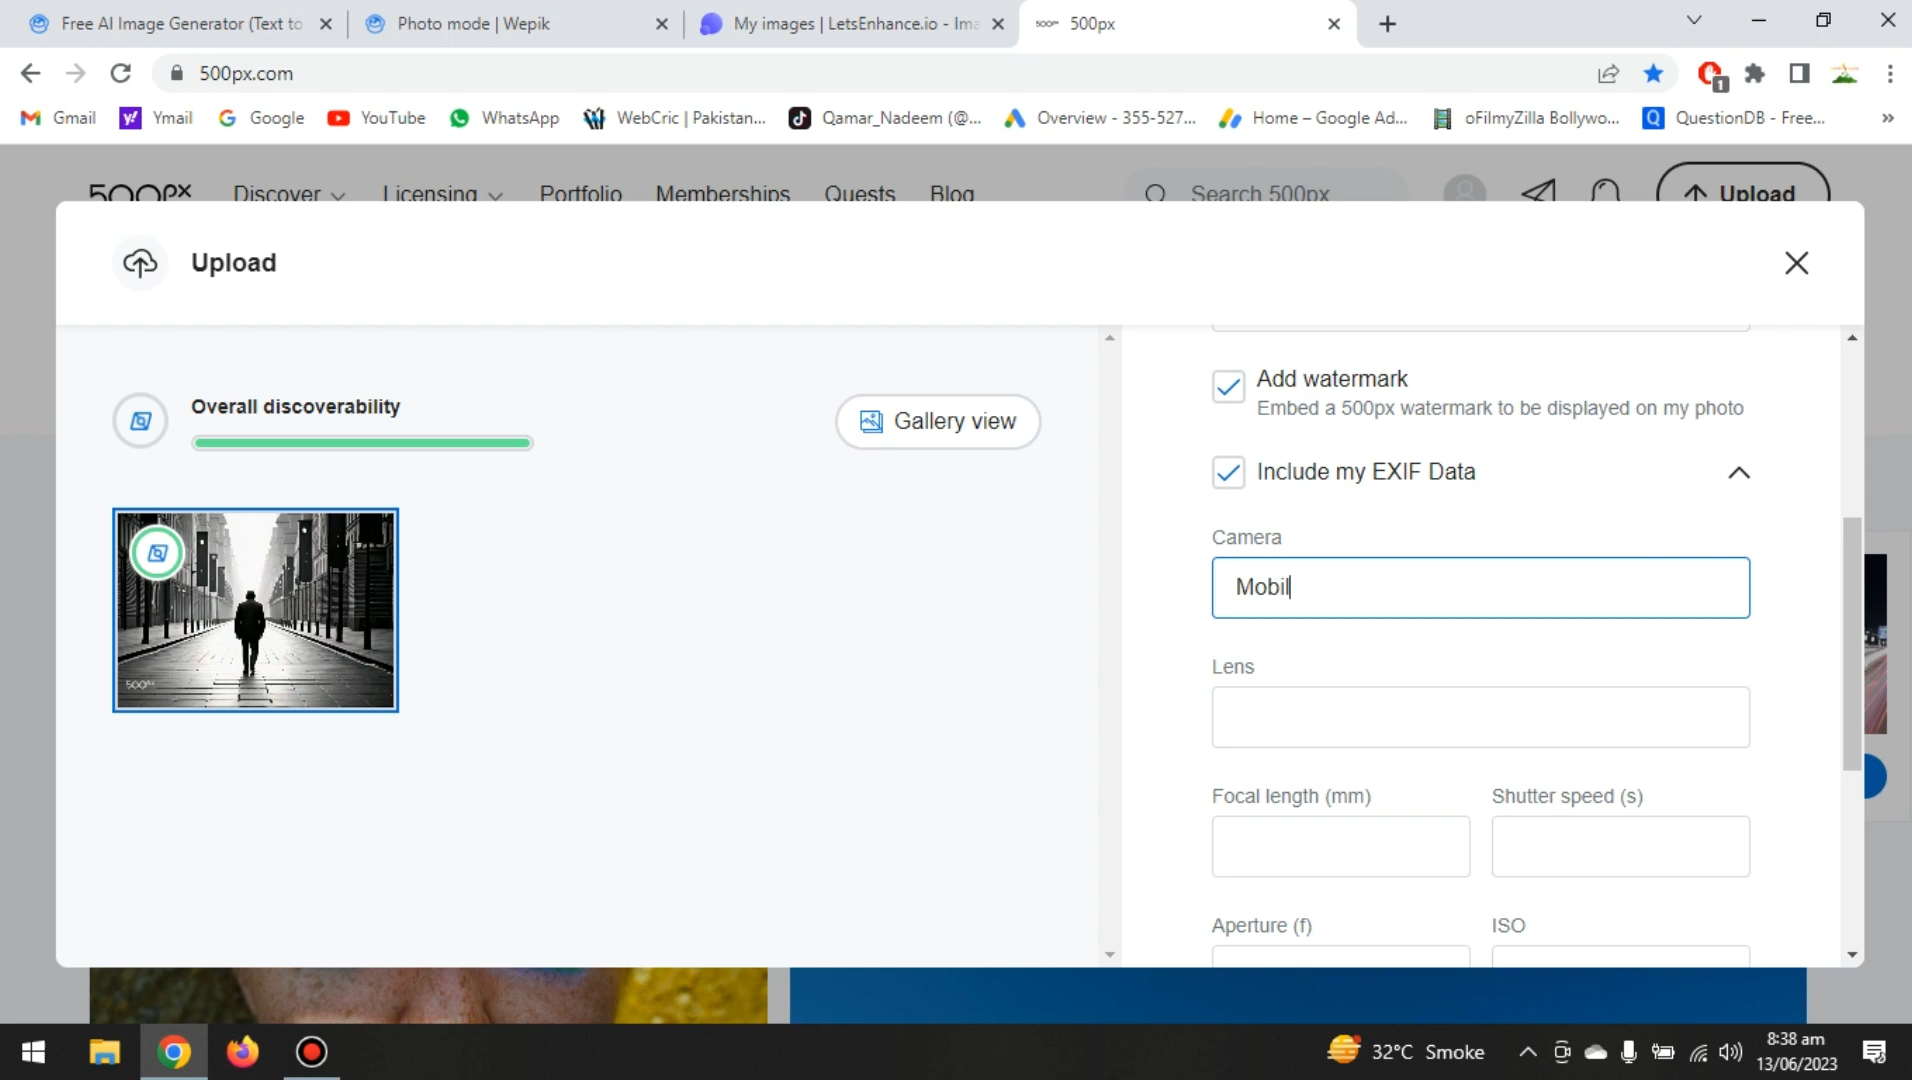 Free AI Image Generator (Text to
Photo mode | Wepik
My images | LetsEnhance.io - Ima
500px
500px
500px.com
1
Gmail
Ymail
Google
YouTube
WhatsApp
WebCric | Pakistan...
Qamar_Nadeem (@...
Overview - 355-527...
Home – Google Ad...
oFilmyZilla Bollywo...
QuestionDB - Free...
»
500px
Discover
Licensing
Portfolio
Memberships
Quests
Blog
Search 500px
Upload
Upload
Overall discoverability
Gallery view
500px
Add watermark
Embed a 500px watermark to be displayed on my photo
Include my EXIF Data
Camera
Mobil
Lens
Focal length (mm)
Shutter speed (s)
Aperture (f)
ISO
32°C Smoke
8:38 am
13/06/2023